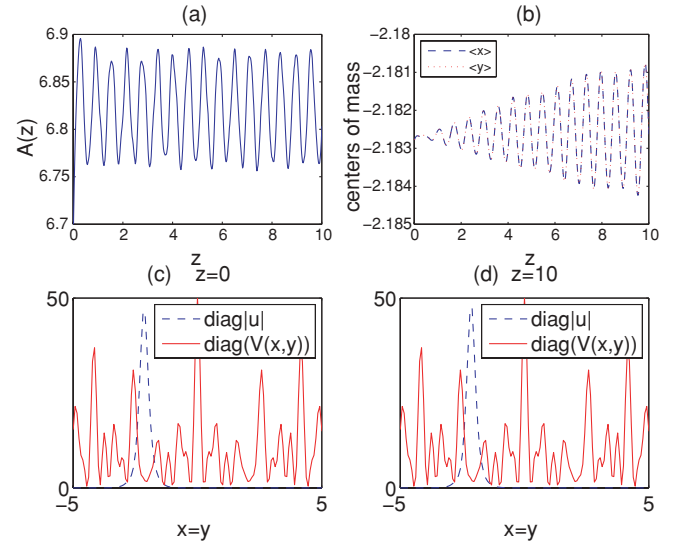 (a)
6.9
6.85
6.8
6.75
6.7
A(z)
0 2 4 6 8 10
z
(b)
-2.18
-2.181
-2.182
-2.183
-2.184
-2.185
centers of mass
<x>
<y>
0 2 4 6 8 10
z
(c) z=0
50
0
diag|u|
diag(V(x,y))
-5 5
x=y
(d) z=10
50
0
diag|u|
diag(V(x,y))
-5 5
x=y